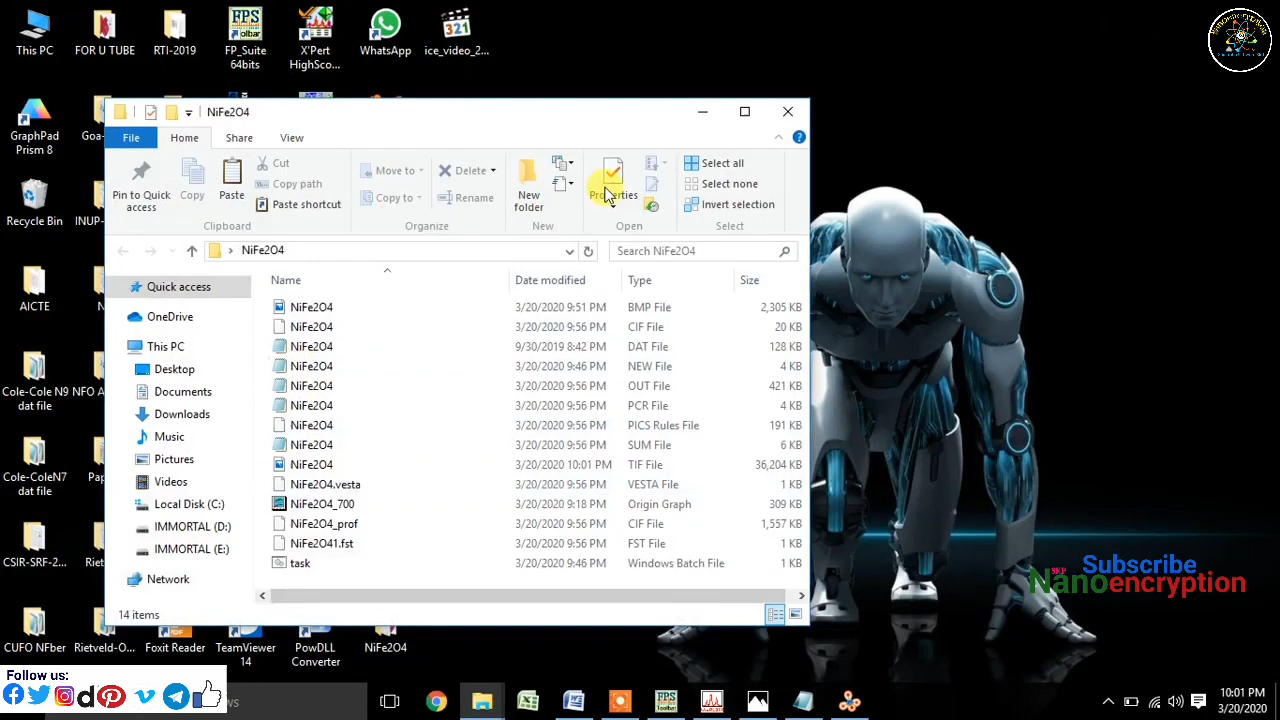 This PC
FOR U TUBE
RTI-2019
FP_Suite 64bits
X'Pert HighSco...
WhatsApp
ice_video_2...
321
FPS
olbar
GraphPad Prism 8
Goa-
Recycle Bin
INUP-
AICTE
N
Cole-Cole N9 dat file
NFO A
Cole-ColeN7 dat file
Pap
CSIR-SRF-2...
Rietv
CUFO NFber
Rietveld-O...
Foxit Reader
TeamViewer 14
PowDLL Converter
NiFe2O4
NiFe2O4
File
Home
Share
View
Pin to Quick access
Copy
Paste
Cut
Copy path
Paste shortcut
Clipboard
Move to
Copy to
Delete
Rename
Organize
New folder
New
Properties
Open
Select all
Select none
Invert selection
Select
NiFe2O4
Search NiFe2O4
Name
Date modified
Type
Size
Quick access
OneDrive
This PC
Desktop
Documents
Downloads
Music
Pictures
Videos
Local Disk (C:)
IMMORTAL (D:)
IMMORTAL (E:)
Network
NiFe2O4 3/20/2020 9:51 PM BMP File 2,305 KB
NiFe2O4 3/20/2020 9:56 PM CIF File 20 KB
NiFe2O4 9/30/2019 8:42 PM DAT File 128 KB
NiFe2O4 3/20/2020 9:46 PM NEW File 4 KB
NiFe2O4 3/20/2020 9:56 PM OUT File 421 KB
NiFe2O4 3/20/2020 9:56 PM PCR File 4 KB
NiFe2O4 3/20/2020 9:56 PM PICS Rules File 191 KB
NiFe2O4 3/20/2020 9:56 PM SUM File 6 KB
NiFe2O4 3/20/2020 10:01 PM TIF File 36,204 KB
NiFe2O4.vesta 3/20/2020 9:56 PM VESTA File 1 KB
NiFe2O4_700 3/20/2020 9:18 PM Origin Graph 309 KB
NiFe2O4_prof 3/20/2020 9:56 PM CIF File 1,557 KB
NiFe2O41.fst 3/20/2020 9:56 PM FST File 1 KB
task 3/20/2020 9:46 PM Windows Batch File 1 KB
14 items
Subscribe
SKP
Nanoencryption
Follow us:
ws
10:01 PM
3/20/2020